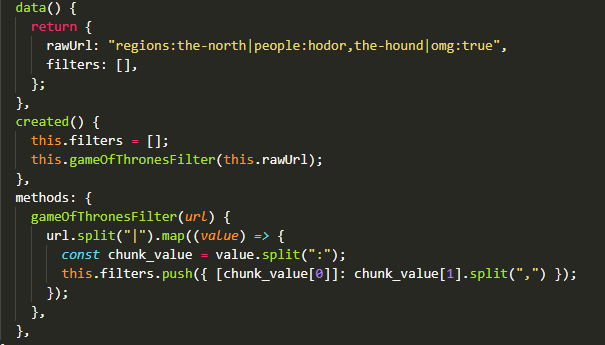 data() {
  return {
    rawUrl: "regions:the-north|people:hodor,the-hound|omg:true",
    filters: [],
  };
},
created() {
  this.filters = [];
  this.gameOfThronesFilter(this.rawUrl);
},
methods: {
  gameOfThronesFilter(url) {
    url.split("|").map((value) => {
      const chunk_value = value.split(":");
      this.filters.push({ [chunk_value[0]]: chunk_value[1].split(",") });
    });
  },
},